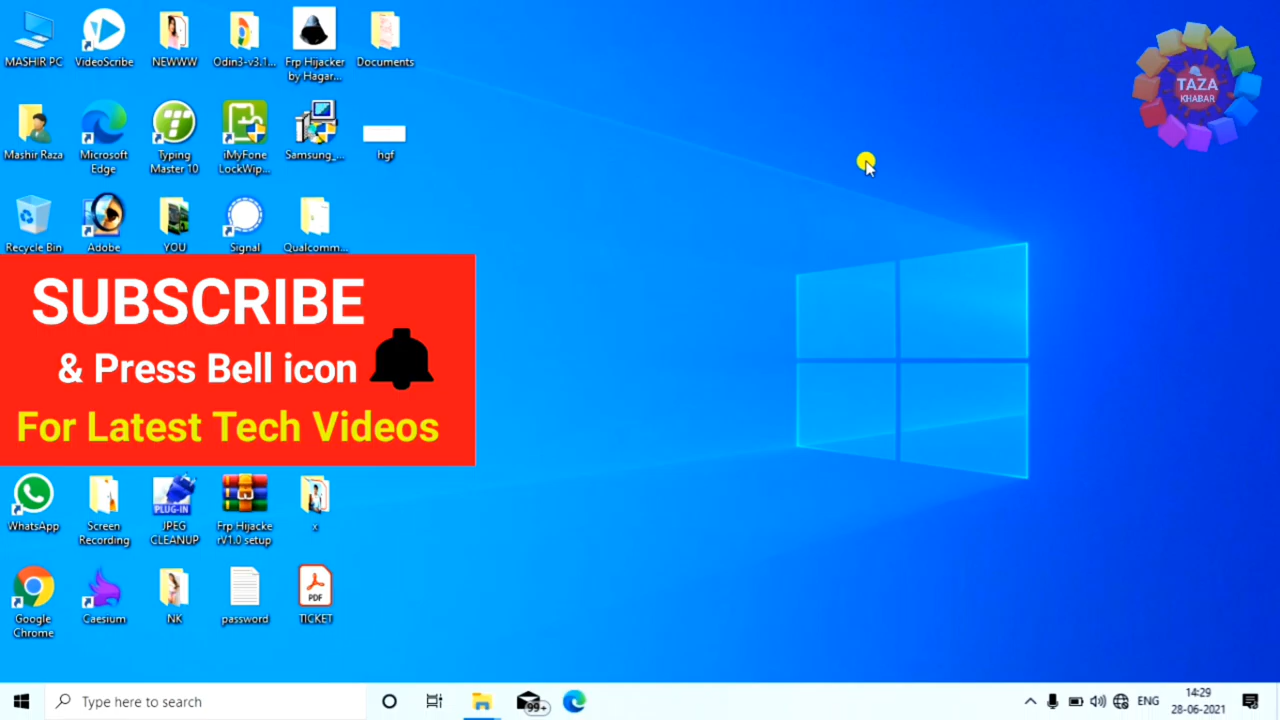 MASHIR PC
VideoScribe
NEWWW
Odin3-v3.1...
Frp Hijacker
by Hagar...
Documents
TAZA
KHABAR
Mashir Raza
Microsoft
Edge
Typing
Master 10
iMyFone
LockWip...
Samsung_...
hgf
Recycle Bin
Adobe
YOU
Signal
Qualcomm...
SUBSCRIBE
& Press Bell icon
For Latest Tech Videos
WhatsApp
Screen
Recording
PLUG-IN
JPEG
CLEANUP
Frp Hijacke
rV1.0 setup
x
Google
Chrome
Caesium
NK
password
PDF
TICKET
Type here to search
99+
ENG
14:29
28-06-2021